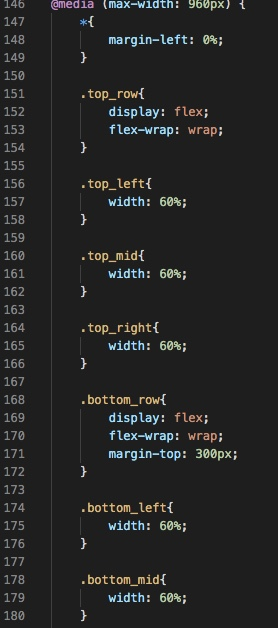 146 @media (max-width: 960px) {
147 *{
148 margin-left: 0%;
149 }
150
151 .top_row{
152 display: flex;
153 flex-wrap: wrap;
154 }
155
156 .top_left{
157 width: 60%;
158 }
159
160 .top_mid{
161 width: 60%;
162 }
163
164 .top_right{
165 width: 60%;
166 }
167
168 .bottom_row{
169 display: flex;
170 flex-wrap: wrap;
171 margin-top: 300px;
172 }
173
174 .bottom_left{
175 width: 60%;
176 }
177
178 .bottom_mid{
179 width: 60%;
180 }